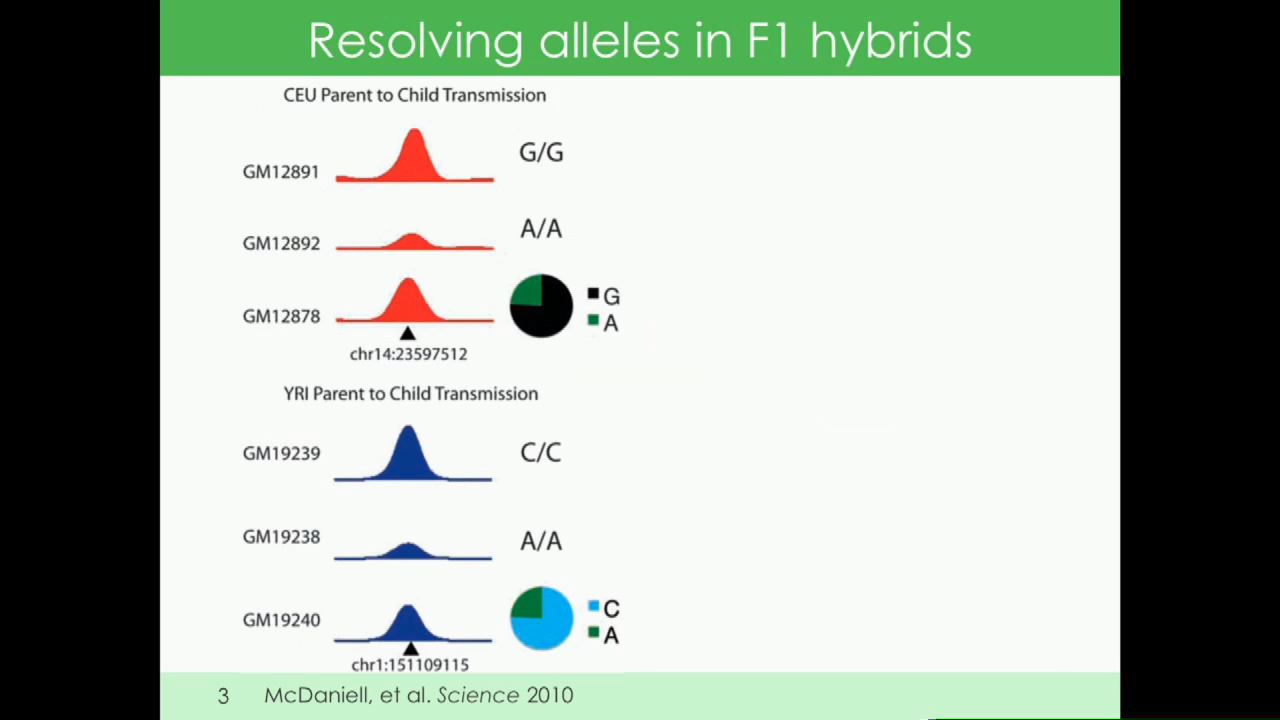 Resolving alleles in F1 hybrids
CEU Parent to Child Transmission
GM12891
G/G
GM12892
A/A
GM12878
G
A
chr14:23597512
YRI Parent to Child Transmission
GM19239
C/C
GM19238
A/A
GM19240
C
A
chr1:151109115
3 McDaniell, et al. Science 2010